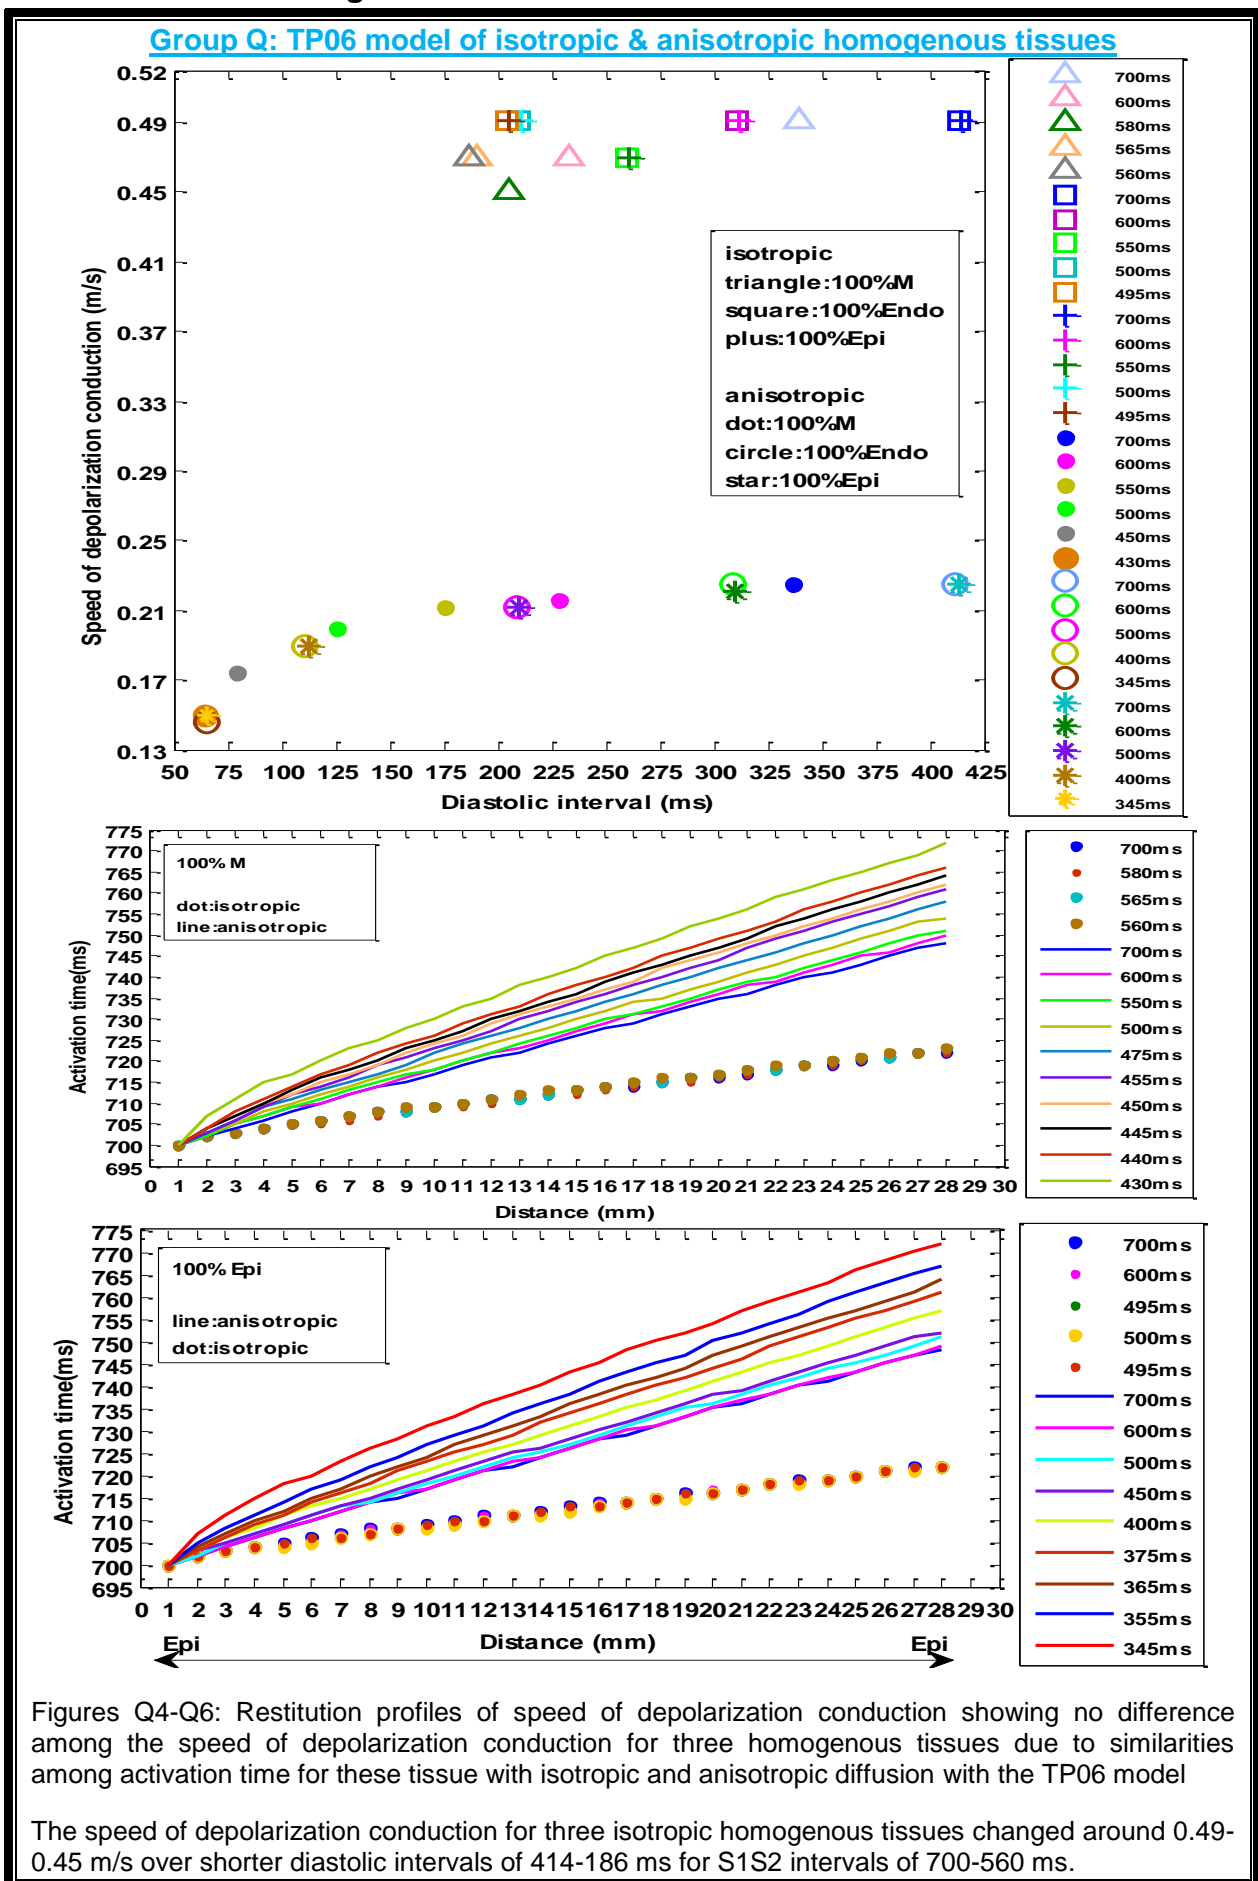 Group Q: TP06 model of isotropic & anisotropic homogenous tissues
0.52
0.49
0.45
0.41
0.37
0.33
0.29
0.25
0.21
0.17
0.13
Speed of depolarization conduction (m/s)
50 75 100 125 150 175 200 225 250 275 300 325 350 375 400 425
Diastolic interval (ms)
isotropic
triangle:100%M
square:100%Endo
plus:100%Epi
anisotropic
dot:100%M
circle:100%Endo
star:100%Epi
700ms
600ms
580ms
565ms
560ms
700ms
600ms
550ms
500ms
495ms
700ms
600ms
550ms
500ms
495ms
700ms
600ms
550ms
500ms
450ms
430ms
700ms
600ms
500ms
400ms
345ms
700ms
600ms
500ms
400ms
345ms
775
770
765
760
755
750
745
740
735
730
725
720
715
710
705
700
695
Activation time(ms)
100% M
dot:isotropic
line:anisotropic
0 1 2 3 4 5 6 7 8 9 10 11 12 13 14 15 16 17 18 19 20 21 22 23 24 25 26 27 28 29 30
Distance (mm)
700ms
580ms
565ms
560ms
700ms
600ms
550ms
500ms
475ms
455ms
450ms
445ms
440ms
430ms
775
770
765
760
755
750
745
740
735
730
725
720
715
710
705
700
695
Activation time(ms)
100% Epi
line:anisotropic
dot:isotropic
0 1 2 3 4 5 6 7 8 9 10 11 12 13 14 15 16 17 18 19 20 21 22 23 24 25 26 27 28 29 30
Epi Distance (mm) Epi
700ms
600ms
495ms
500ms
495ms
700ms
600ms
500ms
450ms
400ms
375ms
365ms
355ms
345ms
Figures Q4-Q6: Restitution profiles of speed of depolarization conduction showing no difference
among the speed of depolarization conduction for three homogenous tissues due to similarities
among activation time for these tissue with isotropic and anisotropic diffusion with the TP06 model
The speed of depolarization conduction for three isotropic homogenous tissues changed around 0.49-
0.45 m/s over shorter diastolic intervals of 414-186 ms for S1S2 intervals of 700-560 ms.